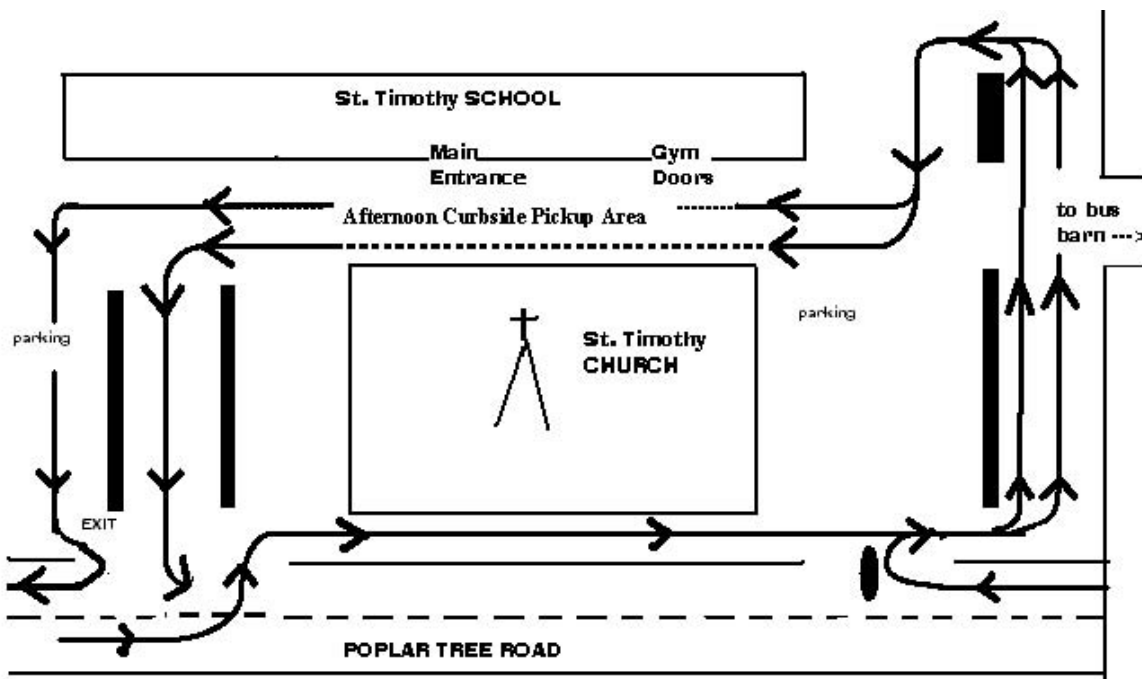 St. Timothy SCHOOL
Main
Entrance
Gym
Doors
Afternoon Curbside Pickup Area
to bus
barn ---->
parking
parking
St. Timothy
CHURCH
EXIT
POPLAR TREE ROAD